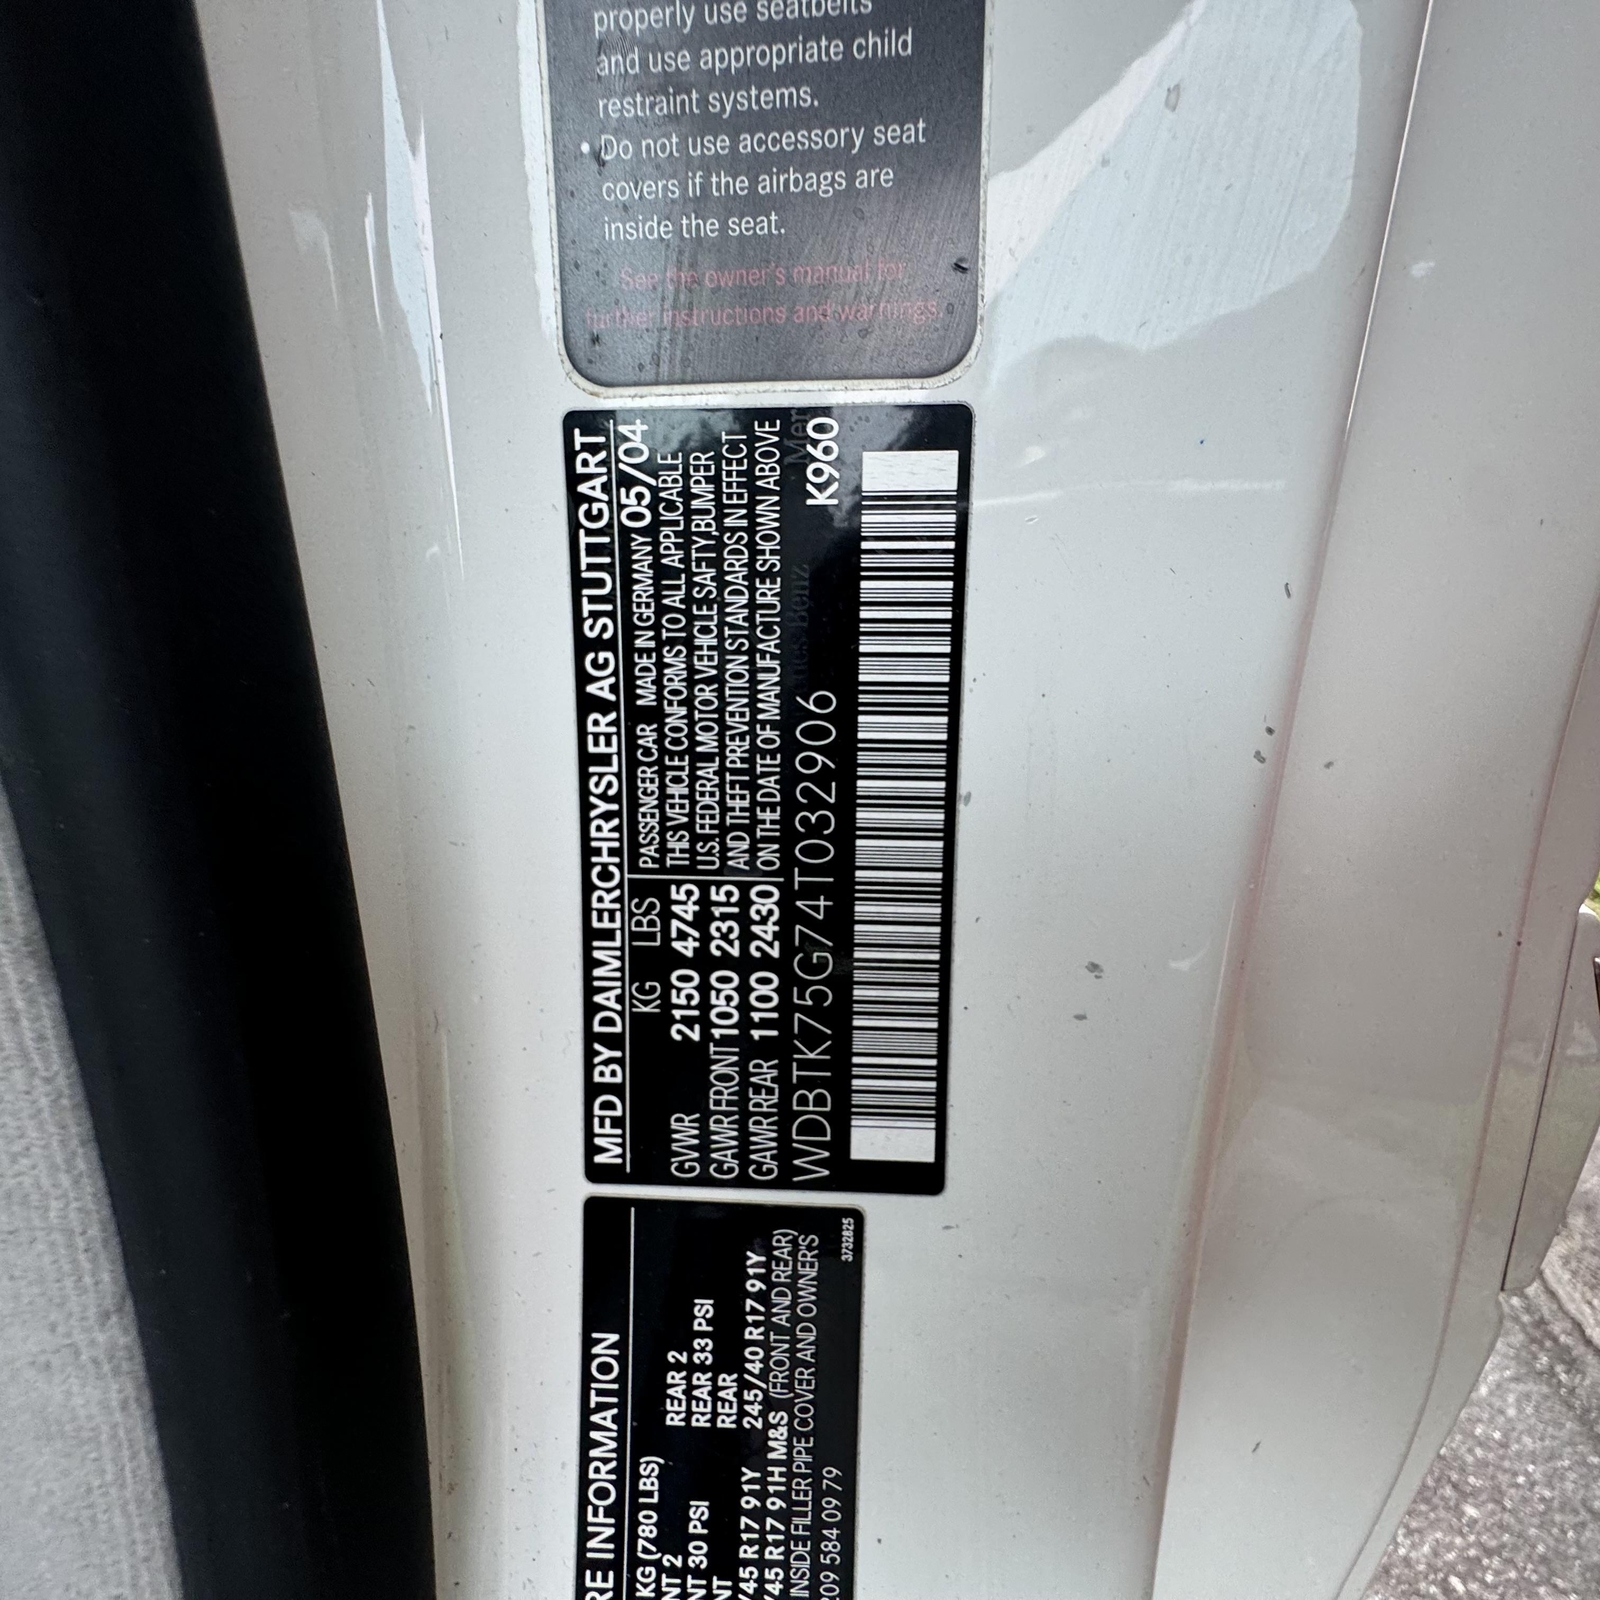 properly use seatbelts
and use appropriate child
restraint systems.
• Do not use accessory seat
covers if the airbags are
inside the seat.
See the owner's manual for
further instructions and warnings.
MFD BY DAIMLERCHRYSLER AG STUTTGART
KG LBS
GVWR 2150 4745
GAWR FRONT 1050 2315
GAWR REAR 1100 2430
PASSENGER CAR MADE IN GERMANY 05/04
THIS VEHICLE CONFORMS TO ALL APPLICABLE
U.S. FEDERAL MOTOR VEHICLE SAFTY,BUMPER
AND THEFT PREVENTION STANDARDS IN EFFECT
ON THE DATE OF MANUFACTURE SHOWN ABOVE
WDBTK75G74T032906
K960
RE INFORMATION
KG (780 LBS)
NT 2 REAR 2
NT 30 PSI REAR 33 PSI
NT REAR
/45 R17 91Y 245/40 R17 91Y
/45 R17 91H M&S (FRONT AND REAR)
INSIDE FILLER PIPE COVER AND OWNER'S
209 584 09 79
3732825